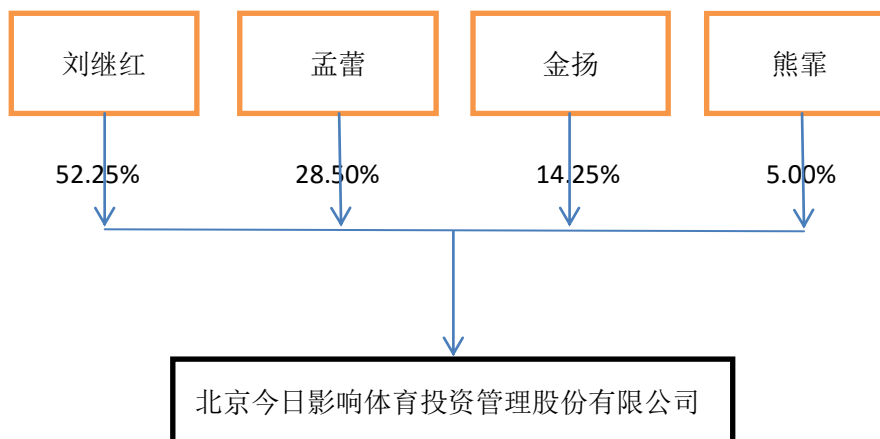 刘继红
孟蕾
金扬
熊霏
52.25%
28.50%
14.25%
5.00%
北京今日影响体育投资管理股份有限公司